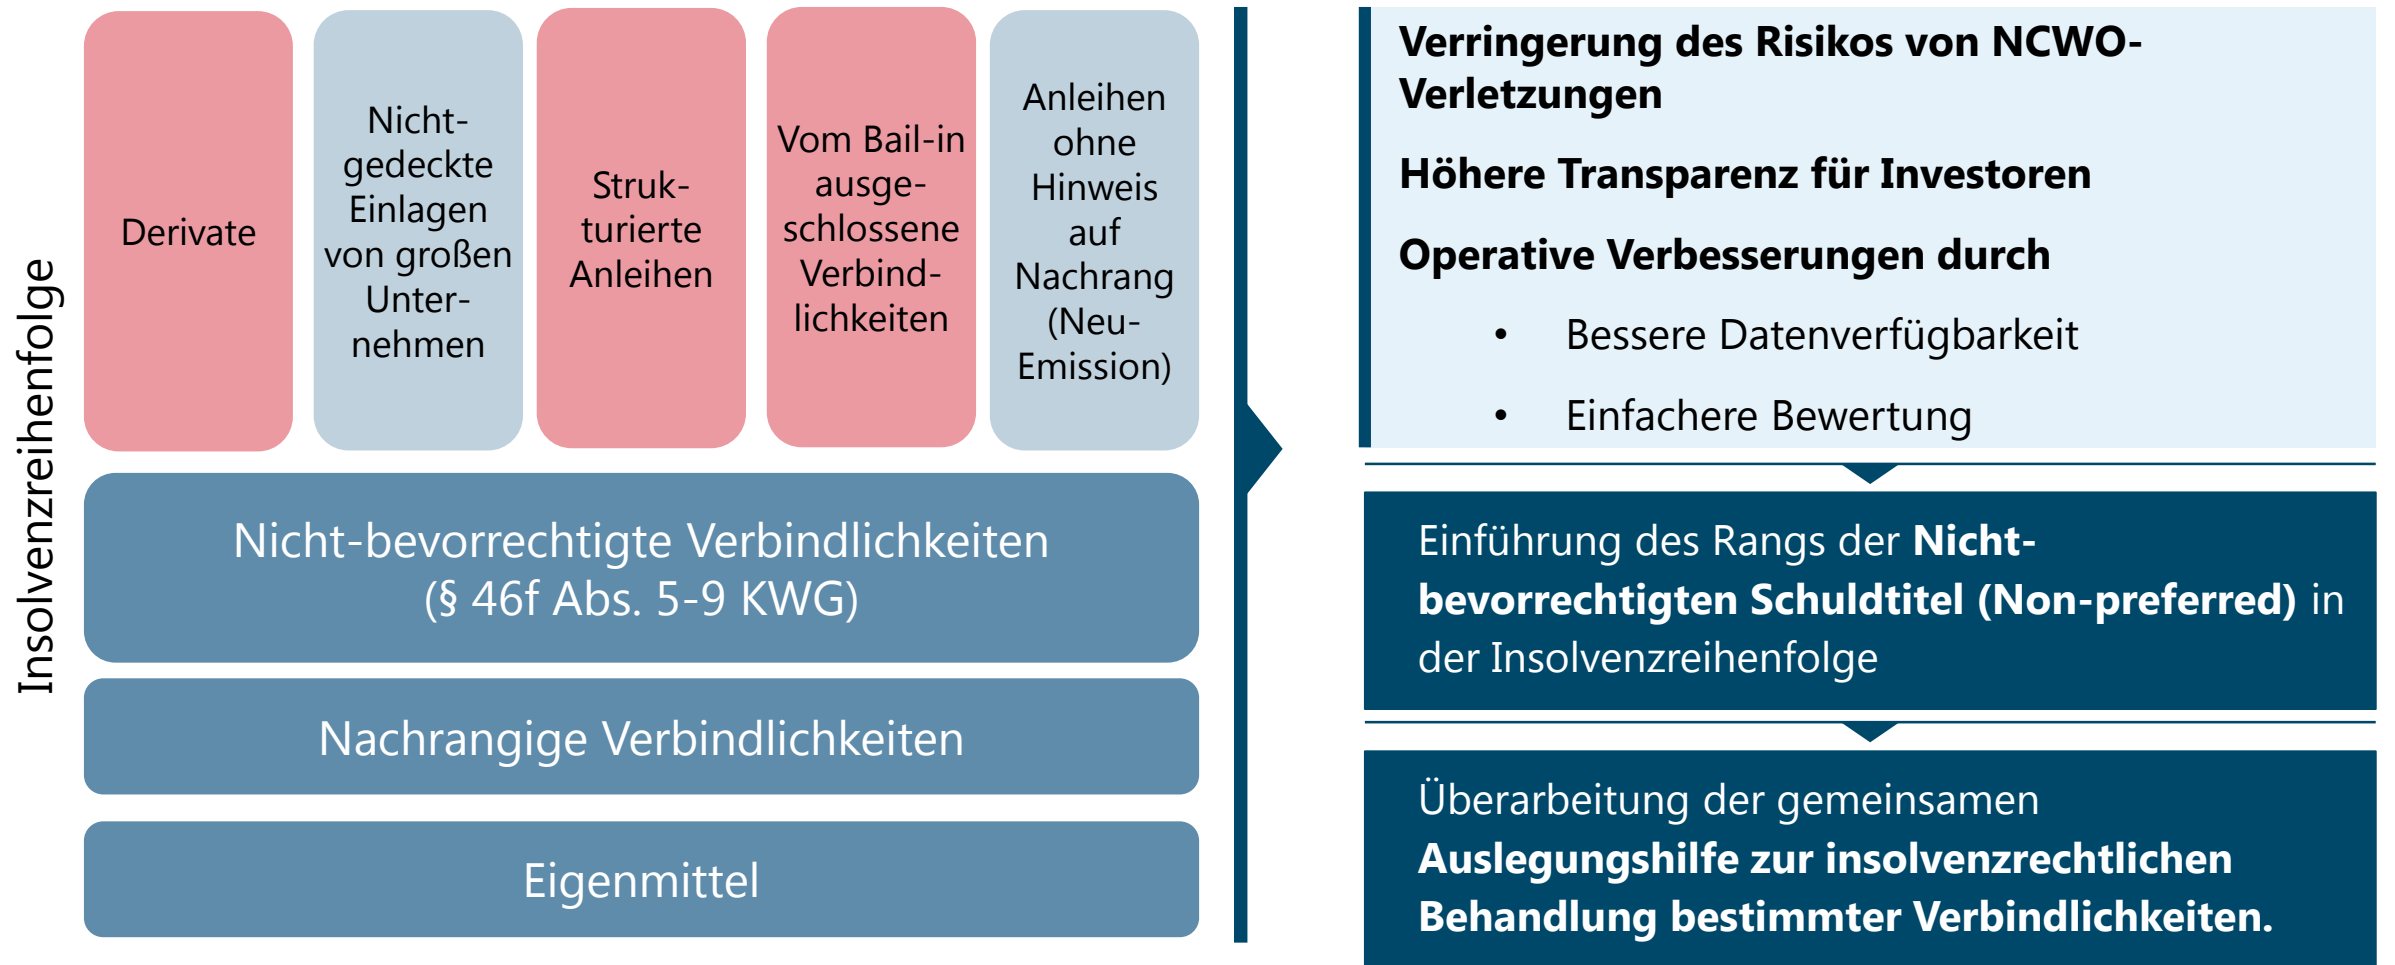 Insolvenzreihenfolge
Derivate
Nicht-
gedeckte
Einlagen
von großen
Unter-
nehmen
Struk-
turierte
Anleihen
Vom Bail-in
ausge-
schlossene
Verbind-
lichkeiten
Anleihen
ohne
Hinweis
auf
Nachrang
(Neu-
Emission)
Nicht-bevorrechtigte Verbindlichkeiten
(§ 46f Abs. 5-9 KWG)
Nachrangige Verbindlichkeiten
Eigenmittel
Verringerung des Risikos von NCWO-
Verletzungen
Höhere Transparenz für Investoren
Operative Verbesserungen durch
• Bessere Datenverfügbarkeit
• Einfachere Bewertung
Einführung des Rangs der Nicht-
bevorrechtigten Schuldtitel (Non-preferred) in
der Insolvenzreihenfolge
Überarbeitung der gemeinsamen
Auslegungshilfe zur insolvenzrechtlichen
Behandlung bestimmter Verbindlichkeiten.